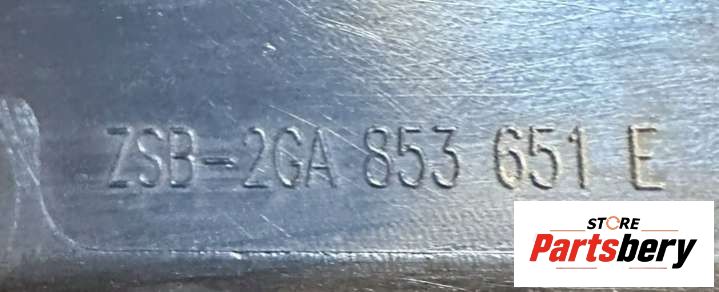 ZSB-2GA 853 651 E
STORE
Partsbery